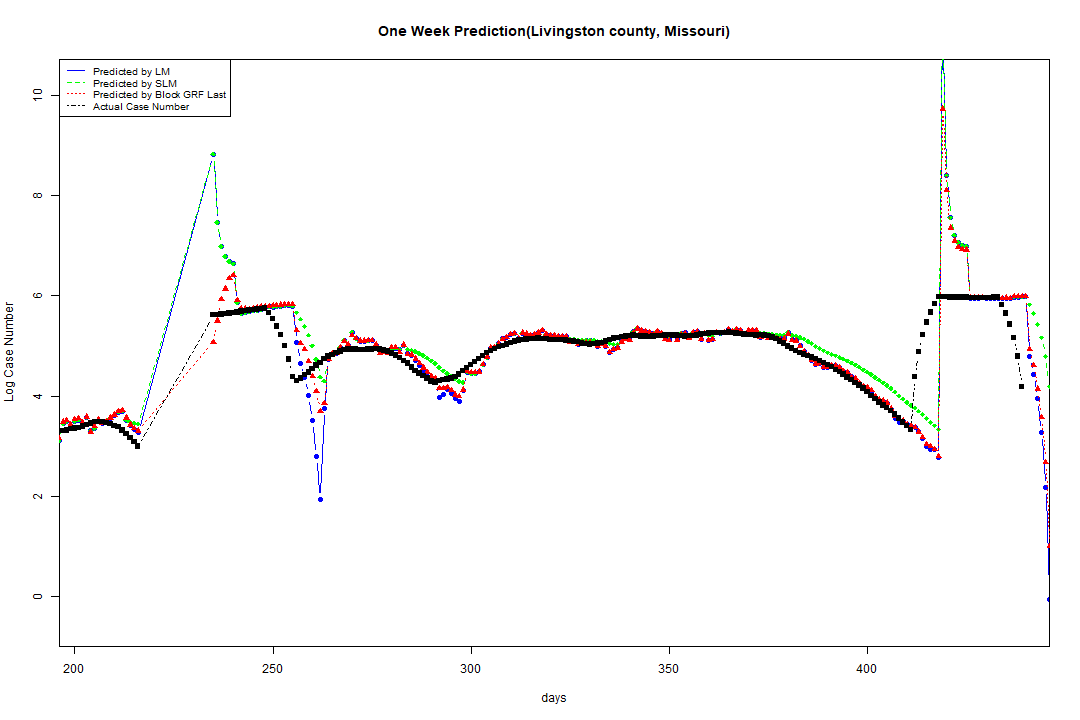 One Week Prediction(Livingston county, Missouri)
Predicted by LM
Predicted by SLM
Predicted by Block GRF Last
Actual Case Number
10
8
6
4
2
0
Log Case Number
200 250 300 350 400
days